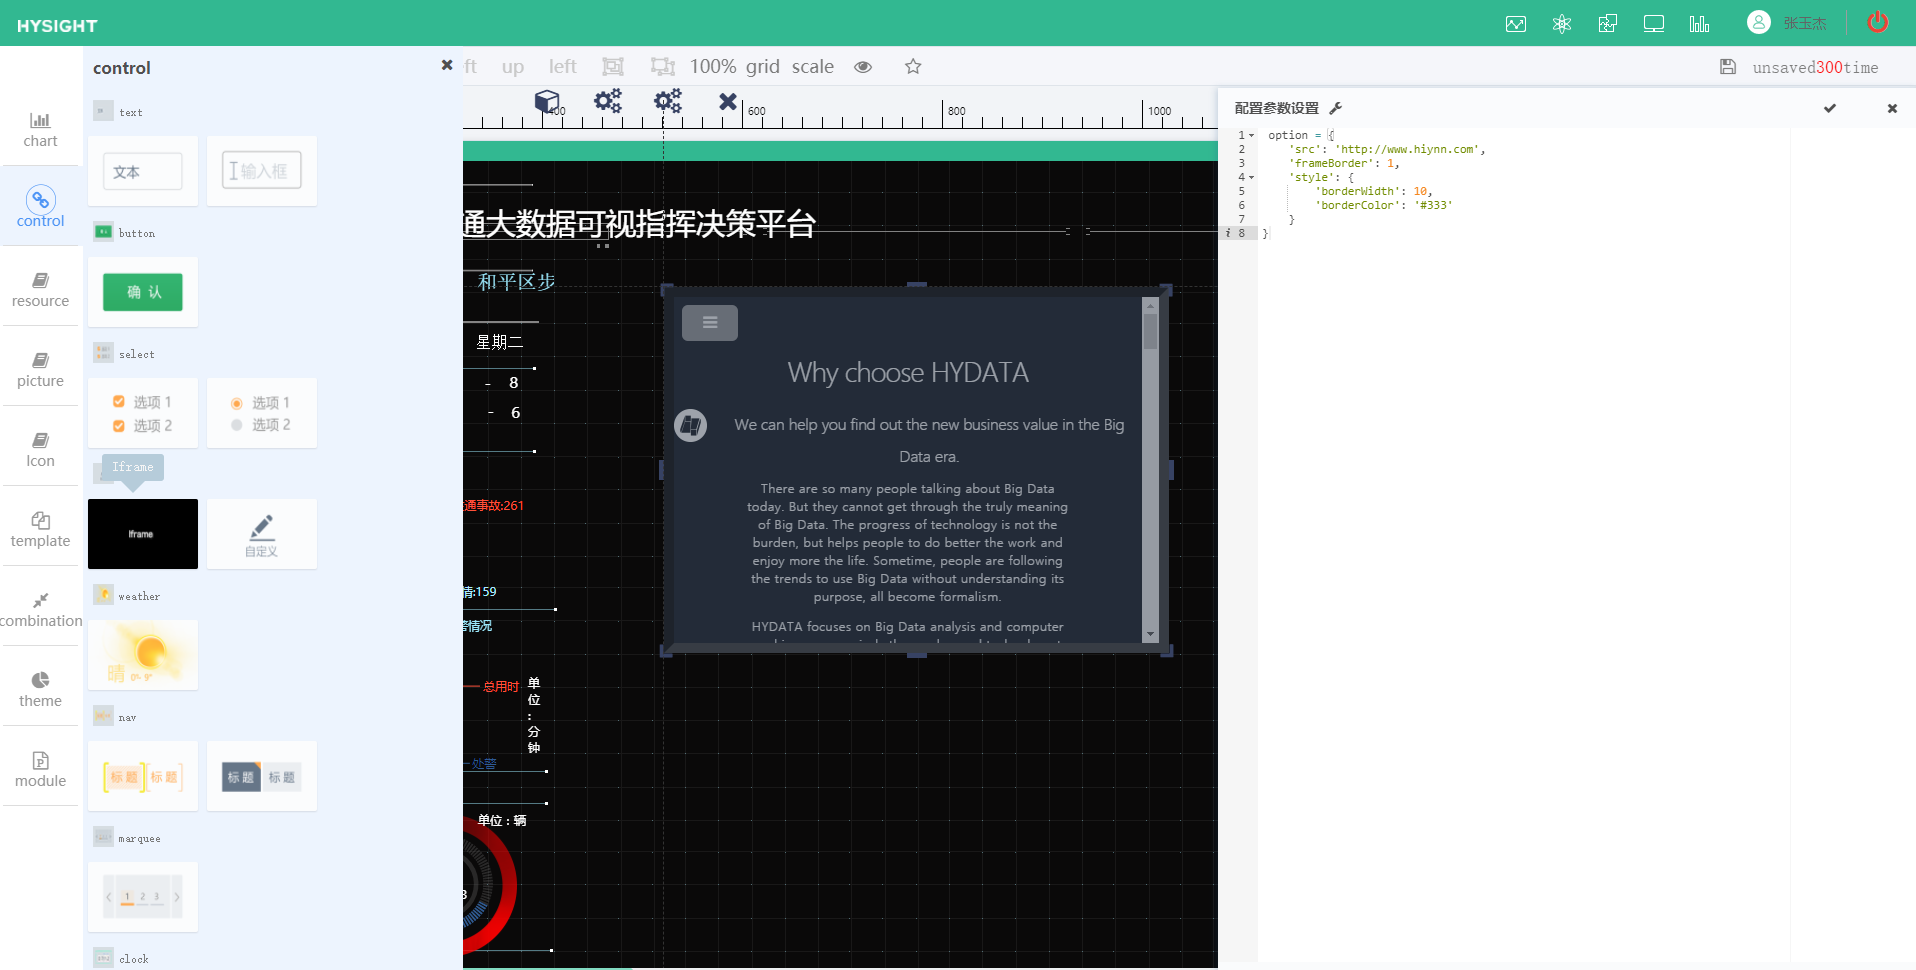 HYSIGHT
张玉杰
control
ft up left 100% grid scale
unsaved300time
chart
control
resource
picture
Icon
template
combination
theme
module
text
文本
输入框
button
确 认
select
选项 1
选项 2
选项 1
选项 2
Iframe
Iframe
自定义
weather
晴
0°- 9°
nav
标 题
标 题
标 题
标 题
marquee
1 2 3
clock
400 600 800 1000
通大数据可视指挥决策平台
和平区步
星期二
- 8
- 6
通事故:261
情:159
警情况
总用时
单
位
:
分
钟
处警
单位：辆
Why choose HYDATA
We can help you find out the new business value in the Big
Data era.
There are so many people talking about Big Data
today. But they cannot get through the truly meaning
of Big Data. The progress of technology is not the
burden, but helps people to do better the work and
enjoy more the life. Sometime, people are following
the trends to use Big Data without understanding its
purpose, all become formalism.
HYDATA focuses on Big Data analysis and computer
配置参数设置
1 option = {
2 'src': 'http://www.hiynn.com',
3 'frameBorder': 1,
4 'style': {
5 'borderWidth': 10,
6 'borderColor': '#333'
7 }
i 8 }